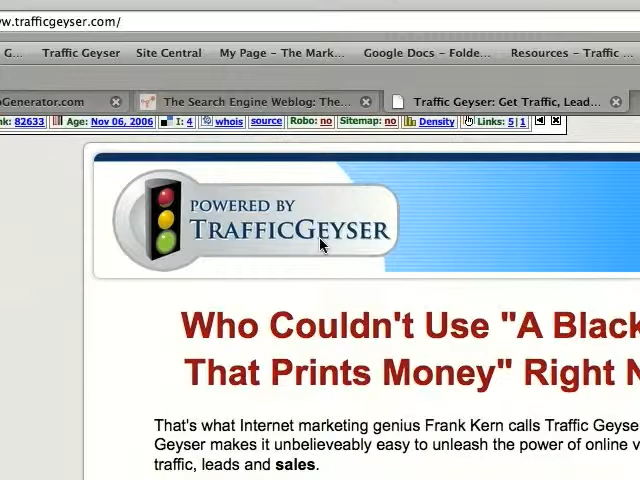 w.trafficgeyser.com/
G... Traffic Geyser Site Central My Page – The Mark... Google Docs – Folde... Resources – Traffic ...
Generator.com The Search Engine Weblog: The... Traffic Geyser: Get Traffic, Lead...
nk: 82633 Age: Nov 06, 2006 I: 4 whois source Robo: no Sitemap: no Density Links: 5 | 1
POWERED BY
TRAFFICGEYSER
Who Couldn't Use "A Black
That Prints Money" Right N
That's what Internet marketing genius Frank Kern calls Traffic Geyse
Geyser makes it unbelieveably easy to unleash the power of online v
traffic, leads and sales.